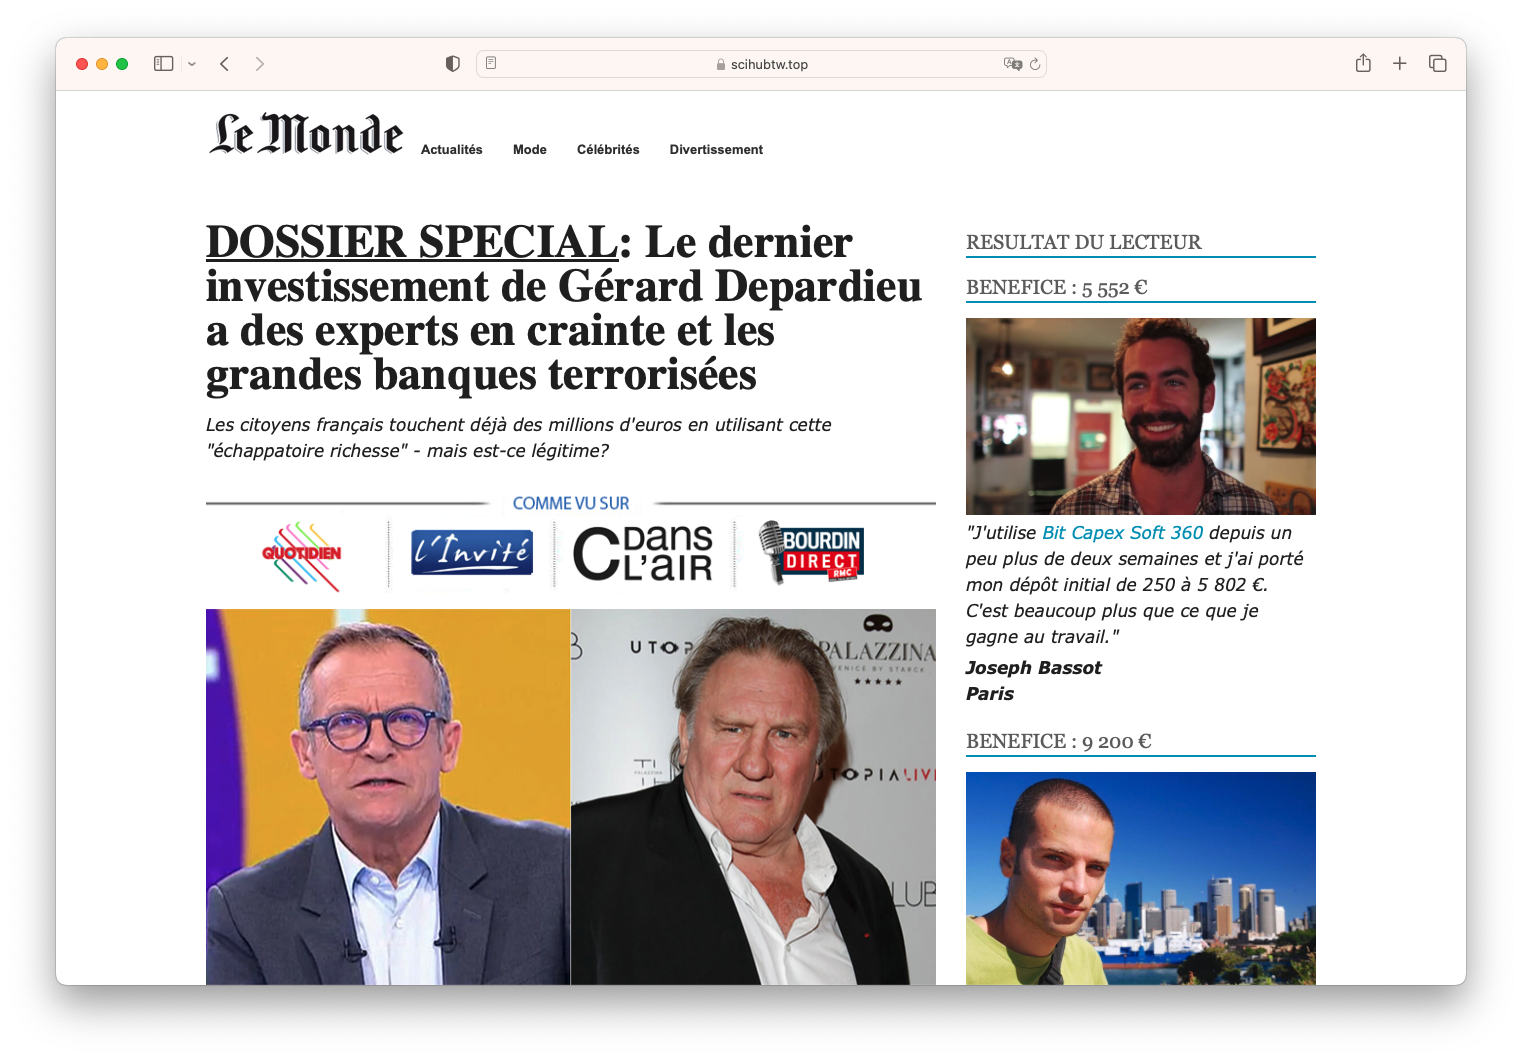 scihubtw.top
Le Monde
Actualités Mode Célébrités Divertissement
DOSSIER SPECIAL: Le dernier
investissement de Gérard Depardieu
a des experts en crainte et les
grandes banques terrorisées
Les citoyens français touchent déjà des millions d'euros en utilisant cette
"échappatoire richesse" - mais est-ce légitime?
COMME VU SUR
QUOTIDIEN
l'Invité
C DANS
L'AIR
BOURDIN
DIRECT
RMC
UTOP
PALAZZINA
VENICE BY STARCK
UTOPIALIV
LUB
RESULTAT DU LECTEUR
BENEFICE : 5 552 €
"J'utilise Bit Capex Soft 360 depuis un
peu plus de deux semaines et j'ai porté
mon dépôt initial de 250 à 5 802 €.
C'est beaucoup plus que ce que je
gagne au travail."
Joseph Bassot
Paris
BENEFICE : 9 200 €